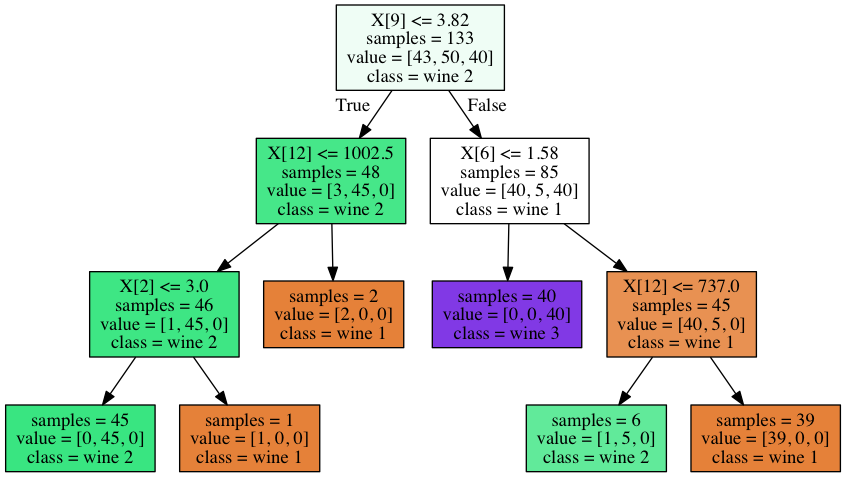 X[9] <= 3.82
samples = 133
value = [43, 50, 40]
class = wine 2
True
False
X[12] <= 1002.5
samples = 48
value = [3, 45, 0]
class = wine 2
X[6] <= 1.58
samples = 85
value = [40, 5, 40]
class = wine 1
X[2] <= 3.0
samples = 46
value = [1, 45, 0]
class = wine 2
samples = 2
value = [2, 0, 0]
class = wine 1
samples = 40
value = [0, 0, 40]
class = wine 3
X[12] <= 737.0
samples = 45
value = [40, 5, 0]
class = wine 1
samples = 45
value = [0, 45, 0]
class = wine 2
samples = 1
value = [1, 0, 0]
class = wine 1
samples = 6
value = [1, 5, 0]
class = wine 2
samples = 39
value = [39, 0, 0]
class = wine 1